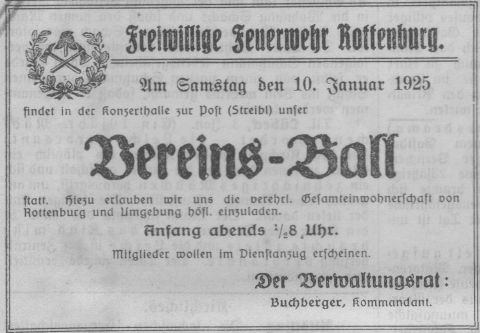 Freiwillige Feuerwehr Rottenburg.
Am Samstag den 10. Januar 1925
findet in der Konzerthalle zur Post (Streibl) unser
Vereins-Ball
statt. Hiezu erlauben wir uns die verehrl. Gesamteinwohnerschaft von
Rottenburg und Umgebung höfl. einzuladen.
Anfang abends ½8 Uhr.
Mitglieder wollen im Dienstanzug erscheinen.
Der Verwaltungsrat:
Buchberger, Kommandant.